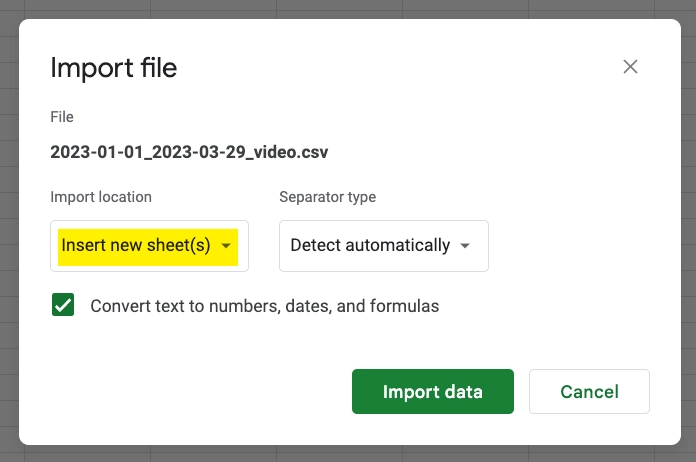 Import file
File
2023-01-01_2023-03-29_video.csv
Import location
Separator type
Insert new sheet(s)
Detect automatically
Convert text to numbers, dates, and formulas
Import data
Cancel